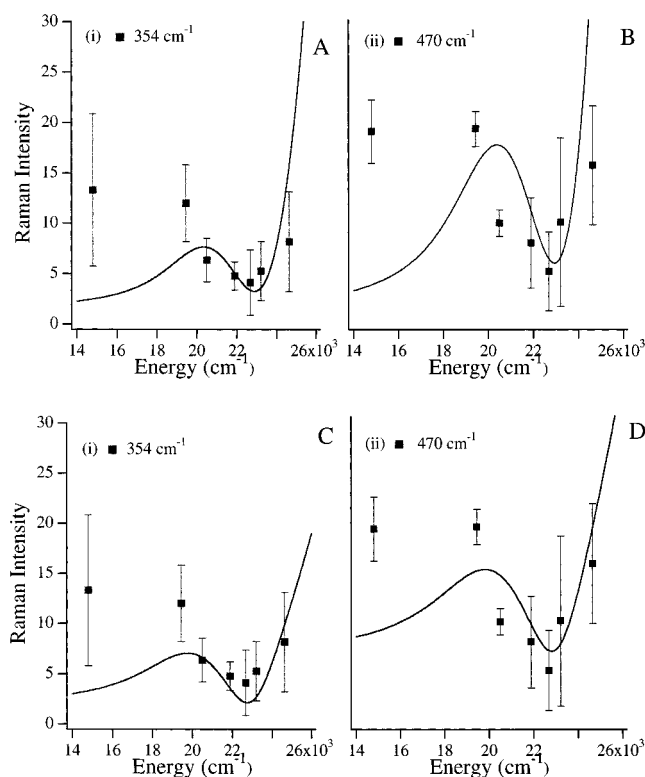 30
25
20
15
10
5
0
Raman Intensity
(i) ■ 354 cm⁻¹
A
14 16 18 20 22 26x10³
Energy (cm⁻¹)
(ii) ■ 470 cm⁻¹
B
14 16 18 20 22 26x10³
Energy (cm⁻¹)
30
25
20
15
10
5
0
Raman Intensity
(i) ■ 354 cm⁻¹
C
14 16 18 20 22 26x10³
Energy (cm⁻¹)
(ii) ■ 470 cm⁻¹
D
14 16 18 20 22 26x10³
Energy (cm⁻¹)